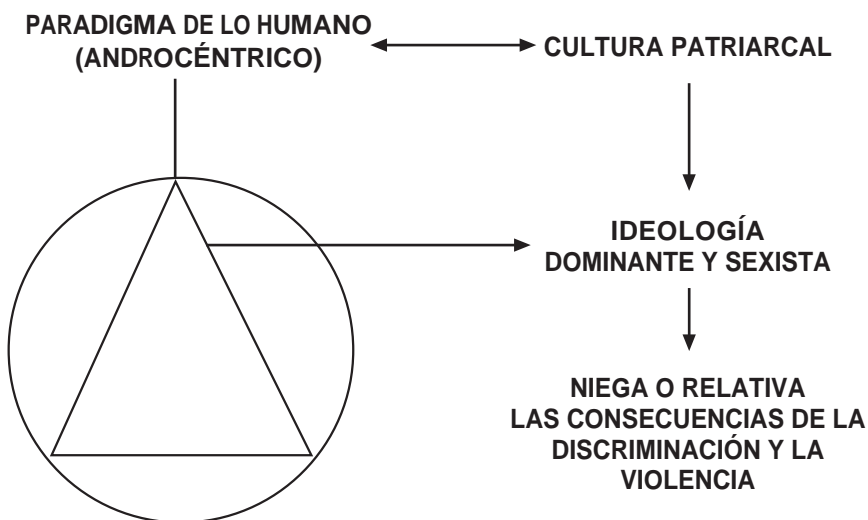 PARADIGMA DE LO HUMANO
(ANDROCÉNTRICO)
CULTURA PATRIARCAL
IDEOLOGÍA
DOMINANTE Y SEXISTA
NIEGA O RELATIVA
LAS CONSECUENCIAS DE LA
DISCRIMINACIÓN Y LA
VIOLENCIA